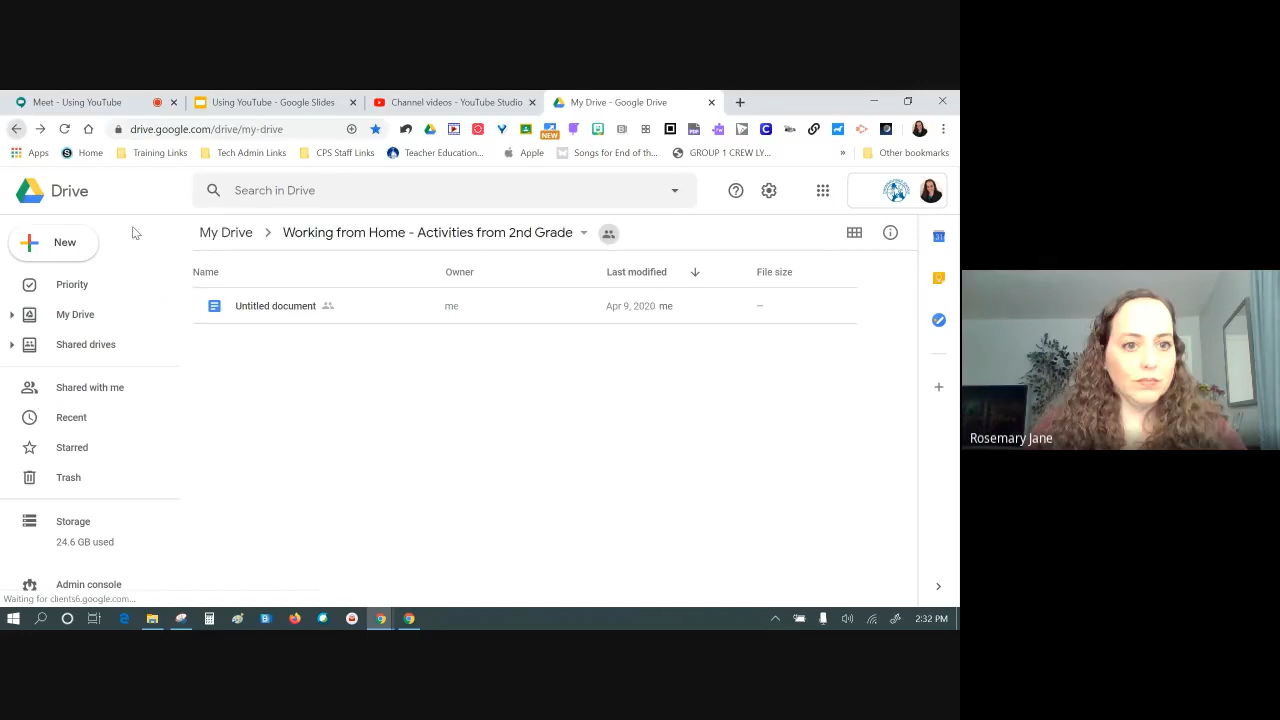 Meet - Using YouTube
Using YouTube - Google Slides
Channel videos - YouTube Studio
My Drive - Google Drive
drive.google.com/drive/my-drive
NEW
Apps
Home
Training Links
Tech Admin Links
CPS Staff Links
Teacher Education...
Apple
Songs for End of th...
GROUP 1 CREW LY...
»
Other bookmarks
Drive
Search in Drive
New
My Drive > Working from Home - Activities from 2nd Grade
Name Owner Last modified File size
Untitled document me Apr 9, 2020 me —
Priority
My Drive
Shared drives
Shared with me
Recent
Starred
Trash
Storage
24.6 GB used
Admin console
Waiting for clients6.google.com...
2:32 PM
Rosemary Jane